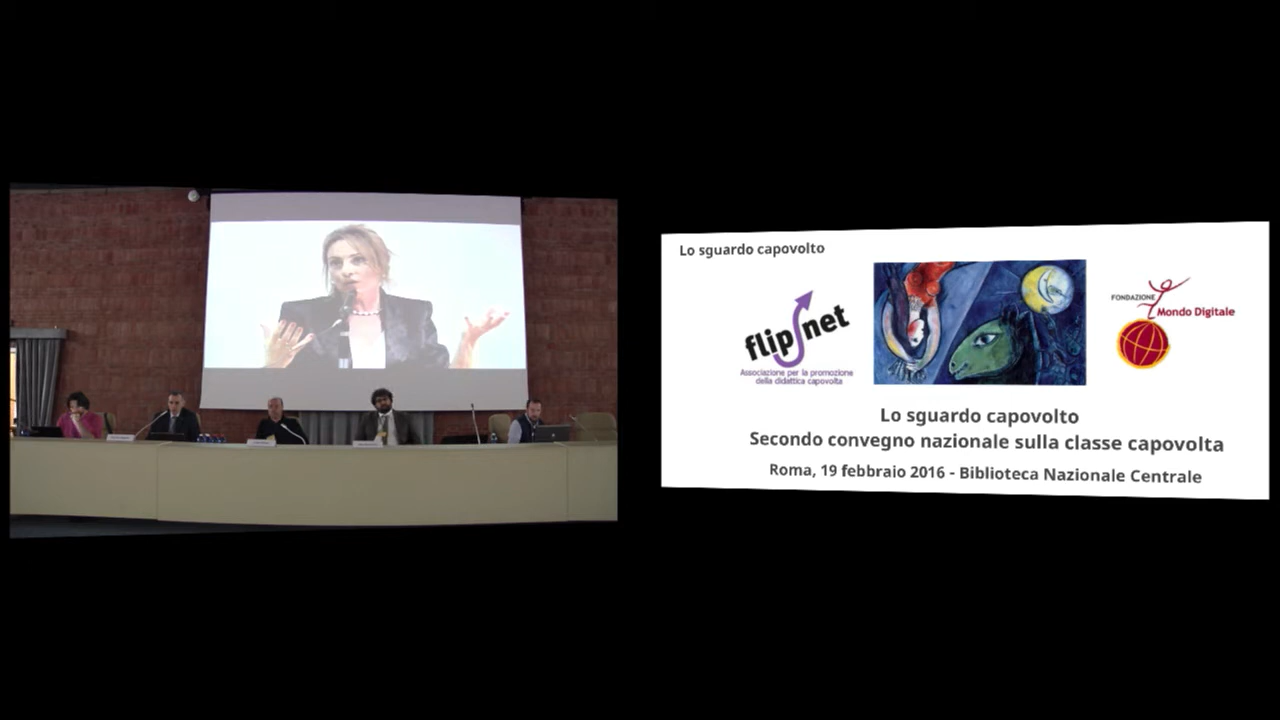 Lo sguardo capovolto
flipnet
Associazione per la promozione
della didattica capovolta
FONDAZIONE
Mondo Digitale
Lo sguardo capovolto
Secondo convegno nazionale sulla classe capovolta
Roma, 19 febbraio 2016 - Biblioteca Nazionale Centrale